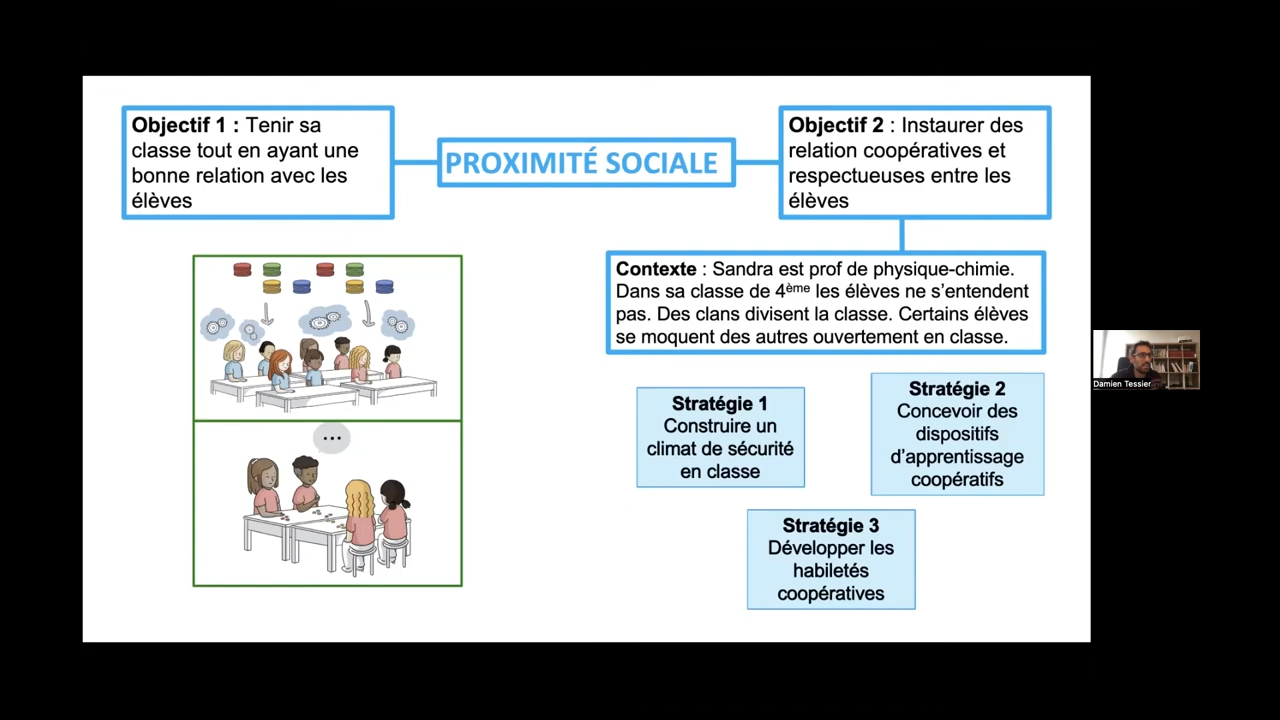 Objectif 1 : Tenir sa
classe tout en ayant une
bonne relation avec les
élèves
PROXIMITÉ SOCIALE
Objectif 2 : Instaurer des
relation coopératives et
respectueuses entre les
élèves
Contexte : Sandra est prof de physique-chimie.
Dans sa classe de 4ème les élèves ne s’entendent
pas. Des clans divisent la classe. Certains élèves
se moquent des autres ouvertement en classe.
...
Stratégie 1
Construire un
climat de sécurité
en classe
Stratégie 2
Concevoir des
dispositifs
d’apprentissage
coopératifs
Stratégie 3
Développer les
habiletés
coopératives
Damien Tessier